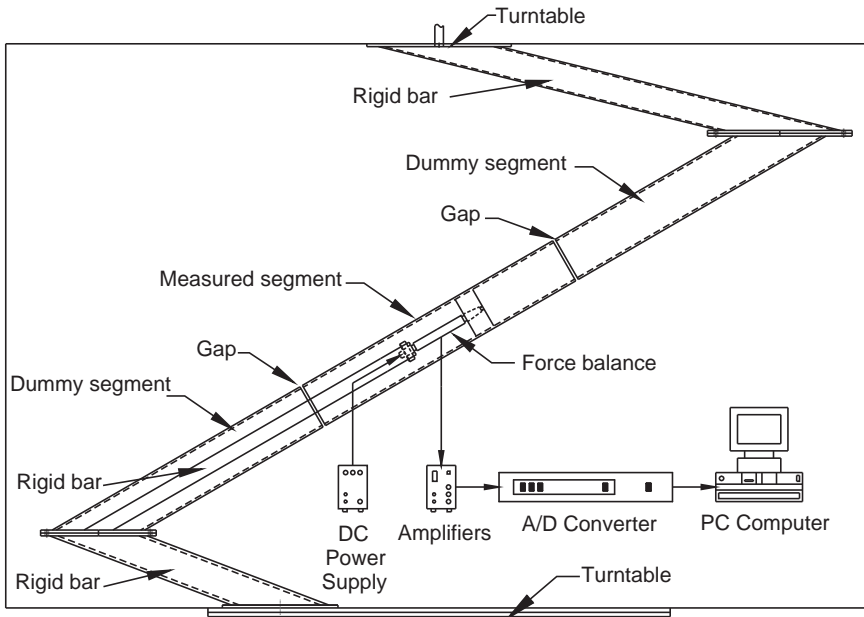 Turntable
Rigid bar
Dummy segment
Gap
Measured segment
Gap
Force balance
Dummy segment
Rigid bar
DC
Power
Supply
Amplifiers
A/D Converter
PC Computer
Rigid bar
Turntable